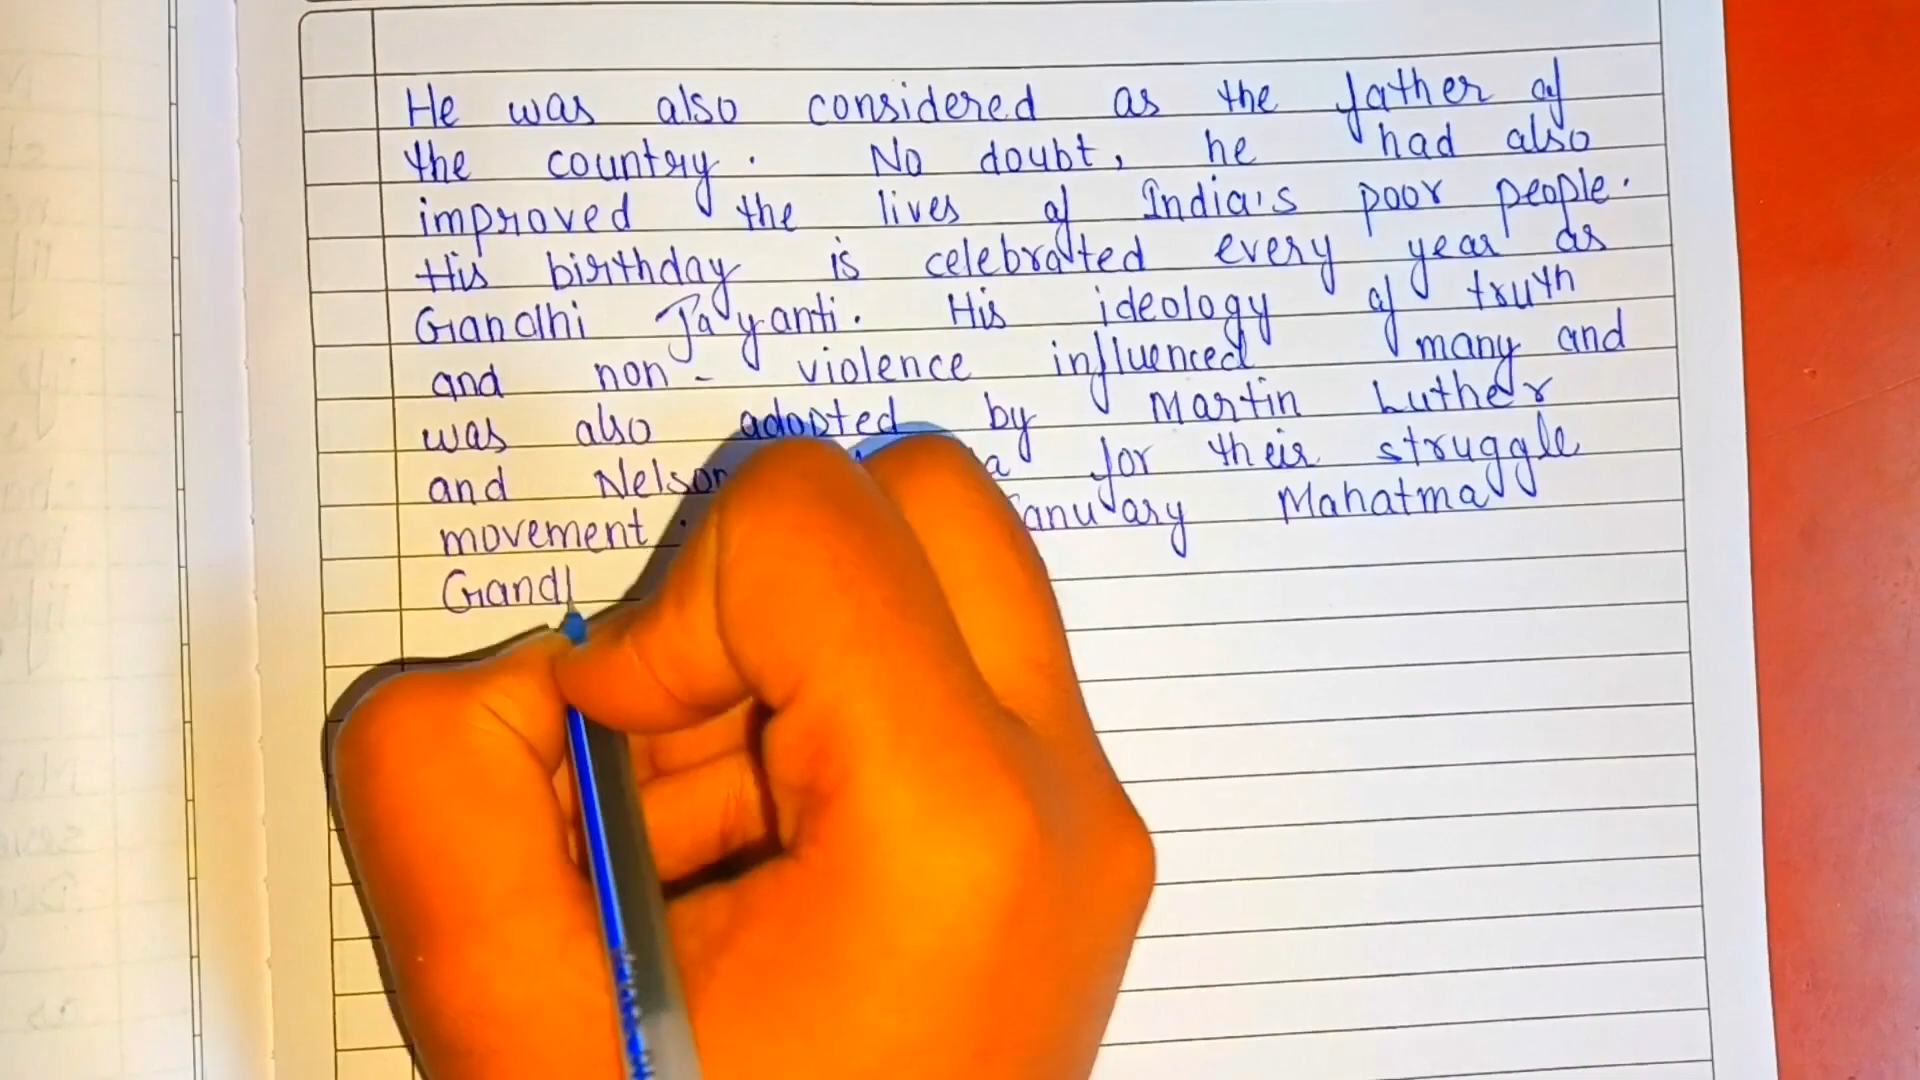 He was also considered as the father of
the country. No doubt, he had also
improved the lives of India's poor people.
His birthday is celebrated every year as
Gandhi Jayanti. His ideology of truth
and non- violence influenced many and
was also adopted by Martin Luther
and Nelson for their struggle
movement. anuary Mahatma
Gand